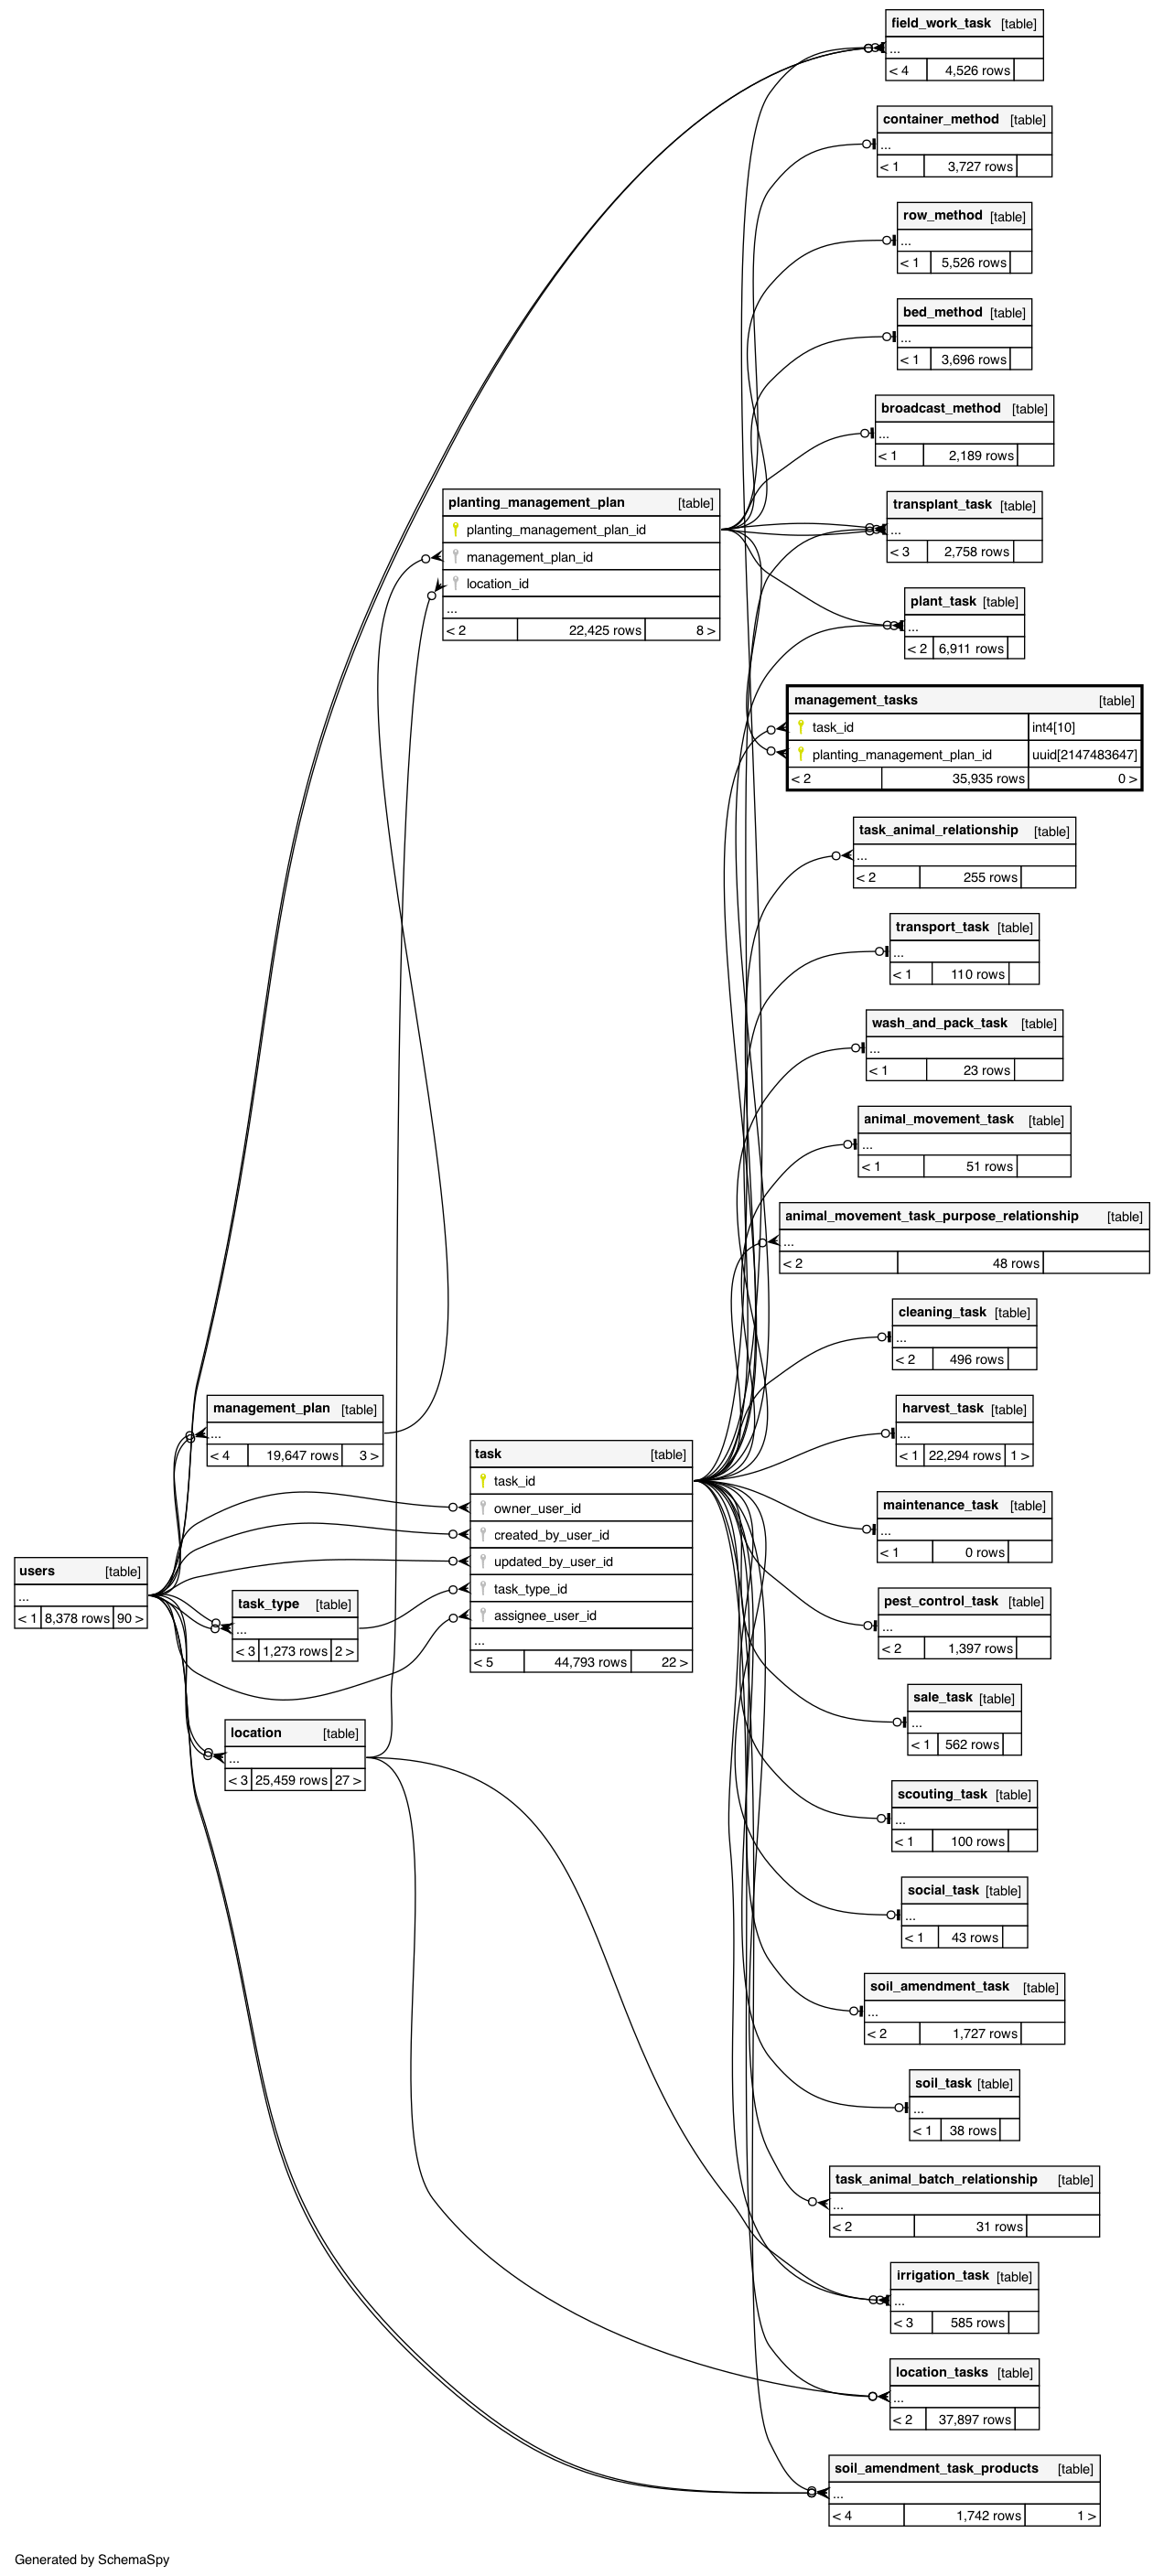 field_work_task [table]
...
< 4 4,526 rows
container_method [table]
...
< 1 3,727 rows
row_method [table]
...
< 1 5,526 rows
bed_method [table]
...
< 1 3,696 rows
broadcast_method [table]
...
< 1 2,189 rows
planting_management_plan [table]
planting_management_plan_id
management_plan_id
location_id
...
< 2 22,425 rows 8 >
transplant_task [table]
...
< 3 2,758 rows
plant_task [table]
...
< 2 6,911 rows
management_tasks [table]
task_id int4[10]
planting_management_plan_id uuid[2147483647]
< 2 35,935 rows 0 >
task_animal_relationship [table]
...
< 2 255 rows
transport_task [table]
...
< 1 110 rows
wash_and_pack_task [table]
...
< 1 23 rows
animal_movement_task [table]
...
< 1 51 rows
animal_movement_task_purpose_relationship [table]
...
< 2 48 rows
cleaning_task [table]
...
< 2 496 rows
management_plan [table]
...
< 4 19,647 rows 3 >
harvest_task [table]
...
< 1 22,294 rows 1 >
task [table]
task_id
owner_user_id
created_by_user_id
updated_by_user_id
task_type_id
assignee_user_id
...
< 5 44,793 rows 22 >
maintenance_task [table]
...
< 1 0 rows
users [table]
...
< 1 8,378 rows 90 >
task_type [table]
...
< 3 1,273 rows 2 >
pest_control_task [table]
...
< 2 1,397 rows
sale_task [table]
...
< 1 562 rows
location [table]
...
< 3 25,459 rows 27 >
scouting_task [table]
...
< 1 100 rows
social_task [table]
...
< 1 43 rows
soil_amendment_task [table]
...
< 2 1,727 rows
soil_task [table]
...
< 1 38 rows
task_animal_batch_relationship [table]
...
< 2 31 rows
irrigation_task [table]
...
< 3 585 rows
location_tasks [table]
...
< 2 37,897 rows
soil_amendment_task_products [table]
...
< 4 1,742 rows 1 >
Generated by SchemaSpy